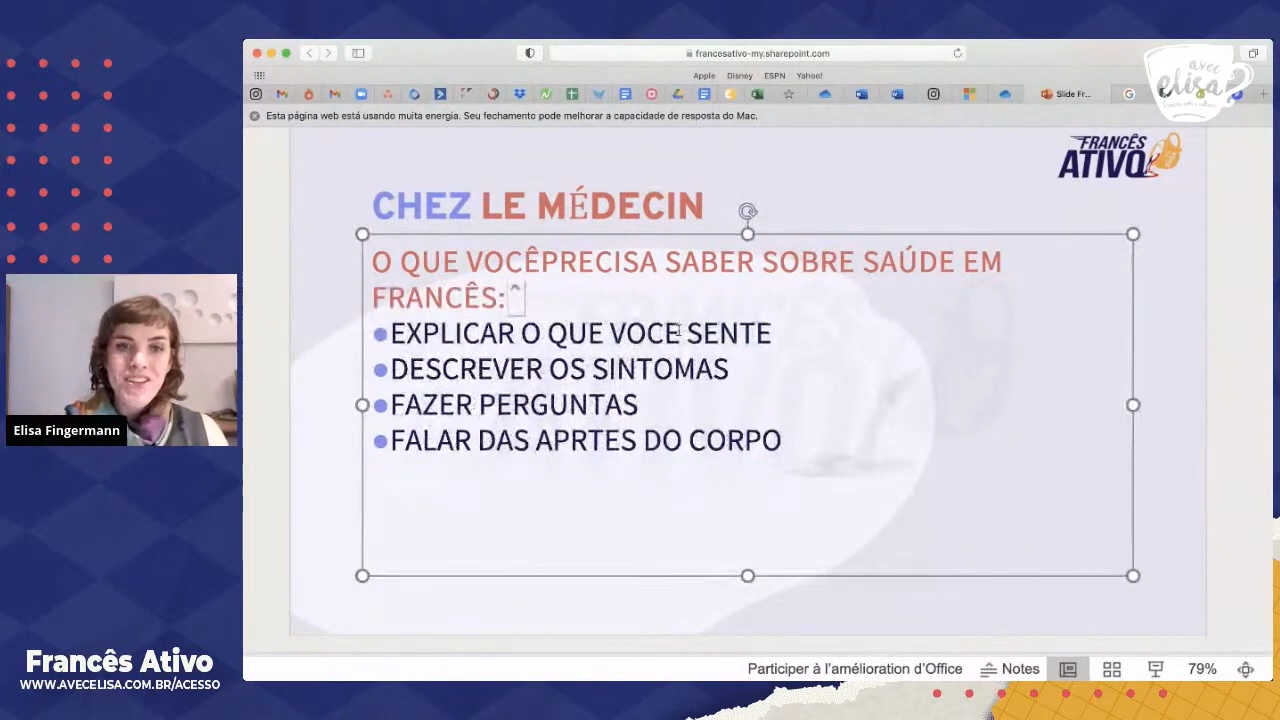 francesativo-my.sharepoint.com
Apple Disney ESPN Yahoo!
Slide Fr...
Esta página web está usando muita energia. Seu fechamento pode melhorar a capacidade de resposta do Mac.
avec
elisa
FRANCÊS
ATIVO
CHEZ LE MÉDECIN
O QUE VOCÊPRECISA SABER SOBRE SAÚDE EM
FRANCÊS:^
EXPLICAR O QUE VOCE SENTE
DESCREVER OS SINTOMAS
FAZER PERGUNTAS
FALAR DAS APRTES DO CORPO
Elisa Fingermann
Francês Ativo
WWW.AVECELISA.COM.BR/ACESSO
Participer à l'amélioration d'Office Notes 79%